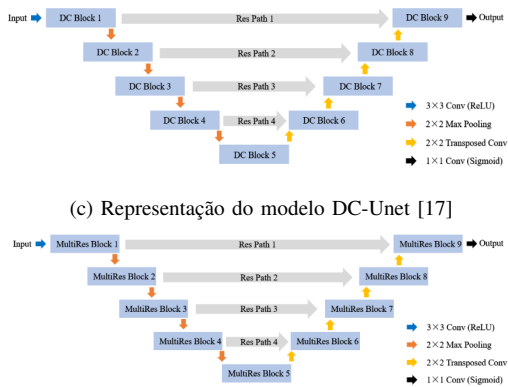 Input DC Block 1 Res Path 1 DC Block 9 Output
DC Block 2 Res Path 2 DC Block 8
DC Block 3 Res Path 3 DC Block 7
DC Block 4 Res Path 4 DC Block 6
DC Block 5
3×3 Conv (ReLU)
2×2 Max Pooling
2×2 Transposed Conv
1×1 Conv (Sigmoid)
(c) Representação do modelo DC-Unet [17]
Input MultiRes Block 1 Res Path 1 MultiRes Block 9 Output
MultiRes Block 2 Res Path 2 MultiRes Block 8
MultiRes Block 3 Res Path 3 MultiRes Block 7
MultiRes Block 4 Res Path 4 MultiRes Block 6
MultiRes Block 5
3×3 Conv (ReLU)
2×2 Max Pooling
2×2 Transposed Conv
1×1 Conv (Sigmoid)